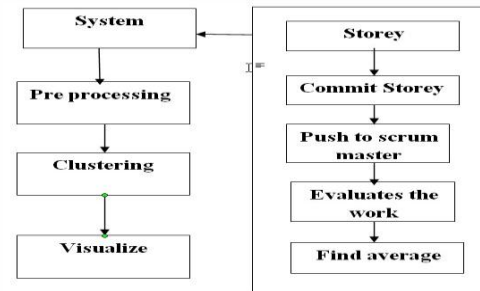 System
Pre processing
Clustering
Visualize
Storey
Commit Storey
Push to scrum
master
Evaluates the
work
Find average